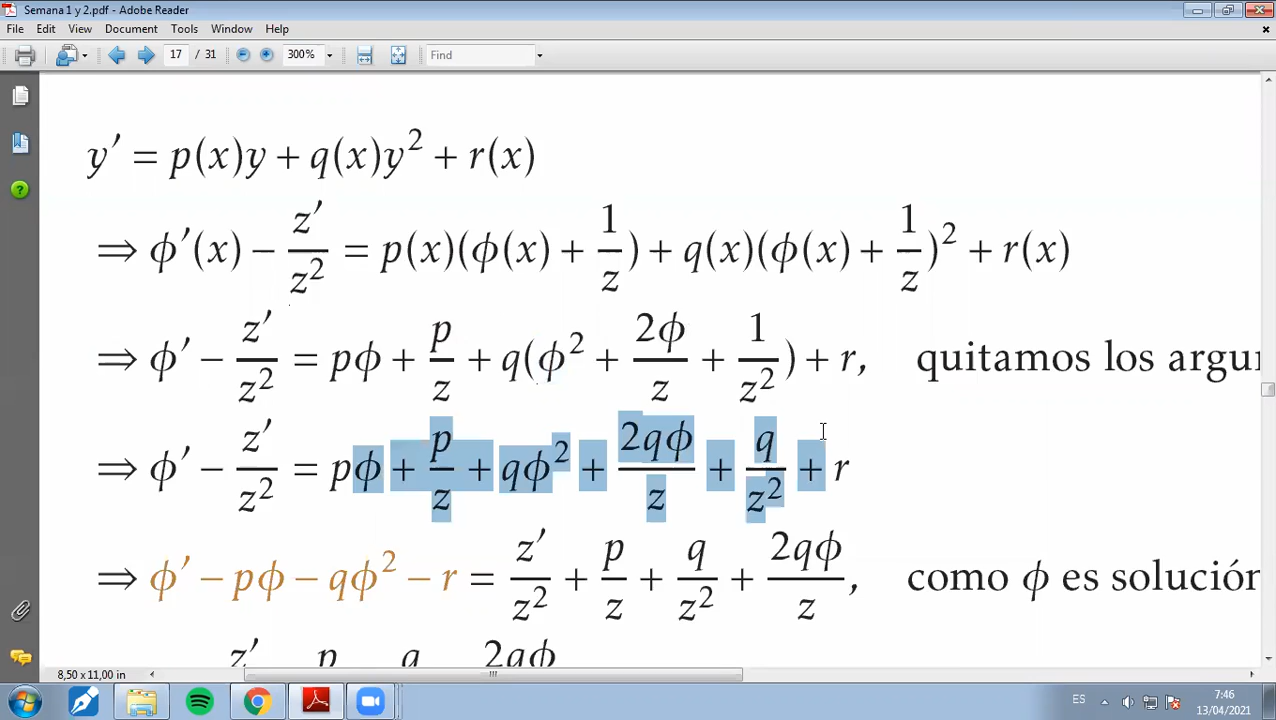 Semana 1 y 2.pdf - Adobe Reader
File Edit View Document Tools Window Help
17 / 31 300% Find
y′ = p(x)y + q(x)y² + r(x)
⇒ ϕ′(x) − z′/z² = p(x)(ϕ(x) + 1/z) + q(x)(ϕ(x) + 1/z)² + r(x)
⇒ ϕ′ − z′/z² = pϕ + p/z + q(ϕ² + 2ϕ/z + 1/z²) + r, quitamos los argu
⇒ ϕ′ − z′/z² = pϕ + p/z + qϕ² + 2qϕ/z + q/z² + r
⇒ ϕ′ − pϕ − qϕ² − r = z′/z² + p/z + q/z² + 2qϕ/z, como ϕ es solución
z′ p q 2qϕ
8,50 x 11,00 in
ES 7:46
13/04/2021